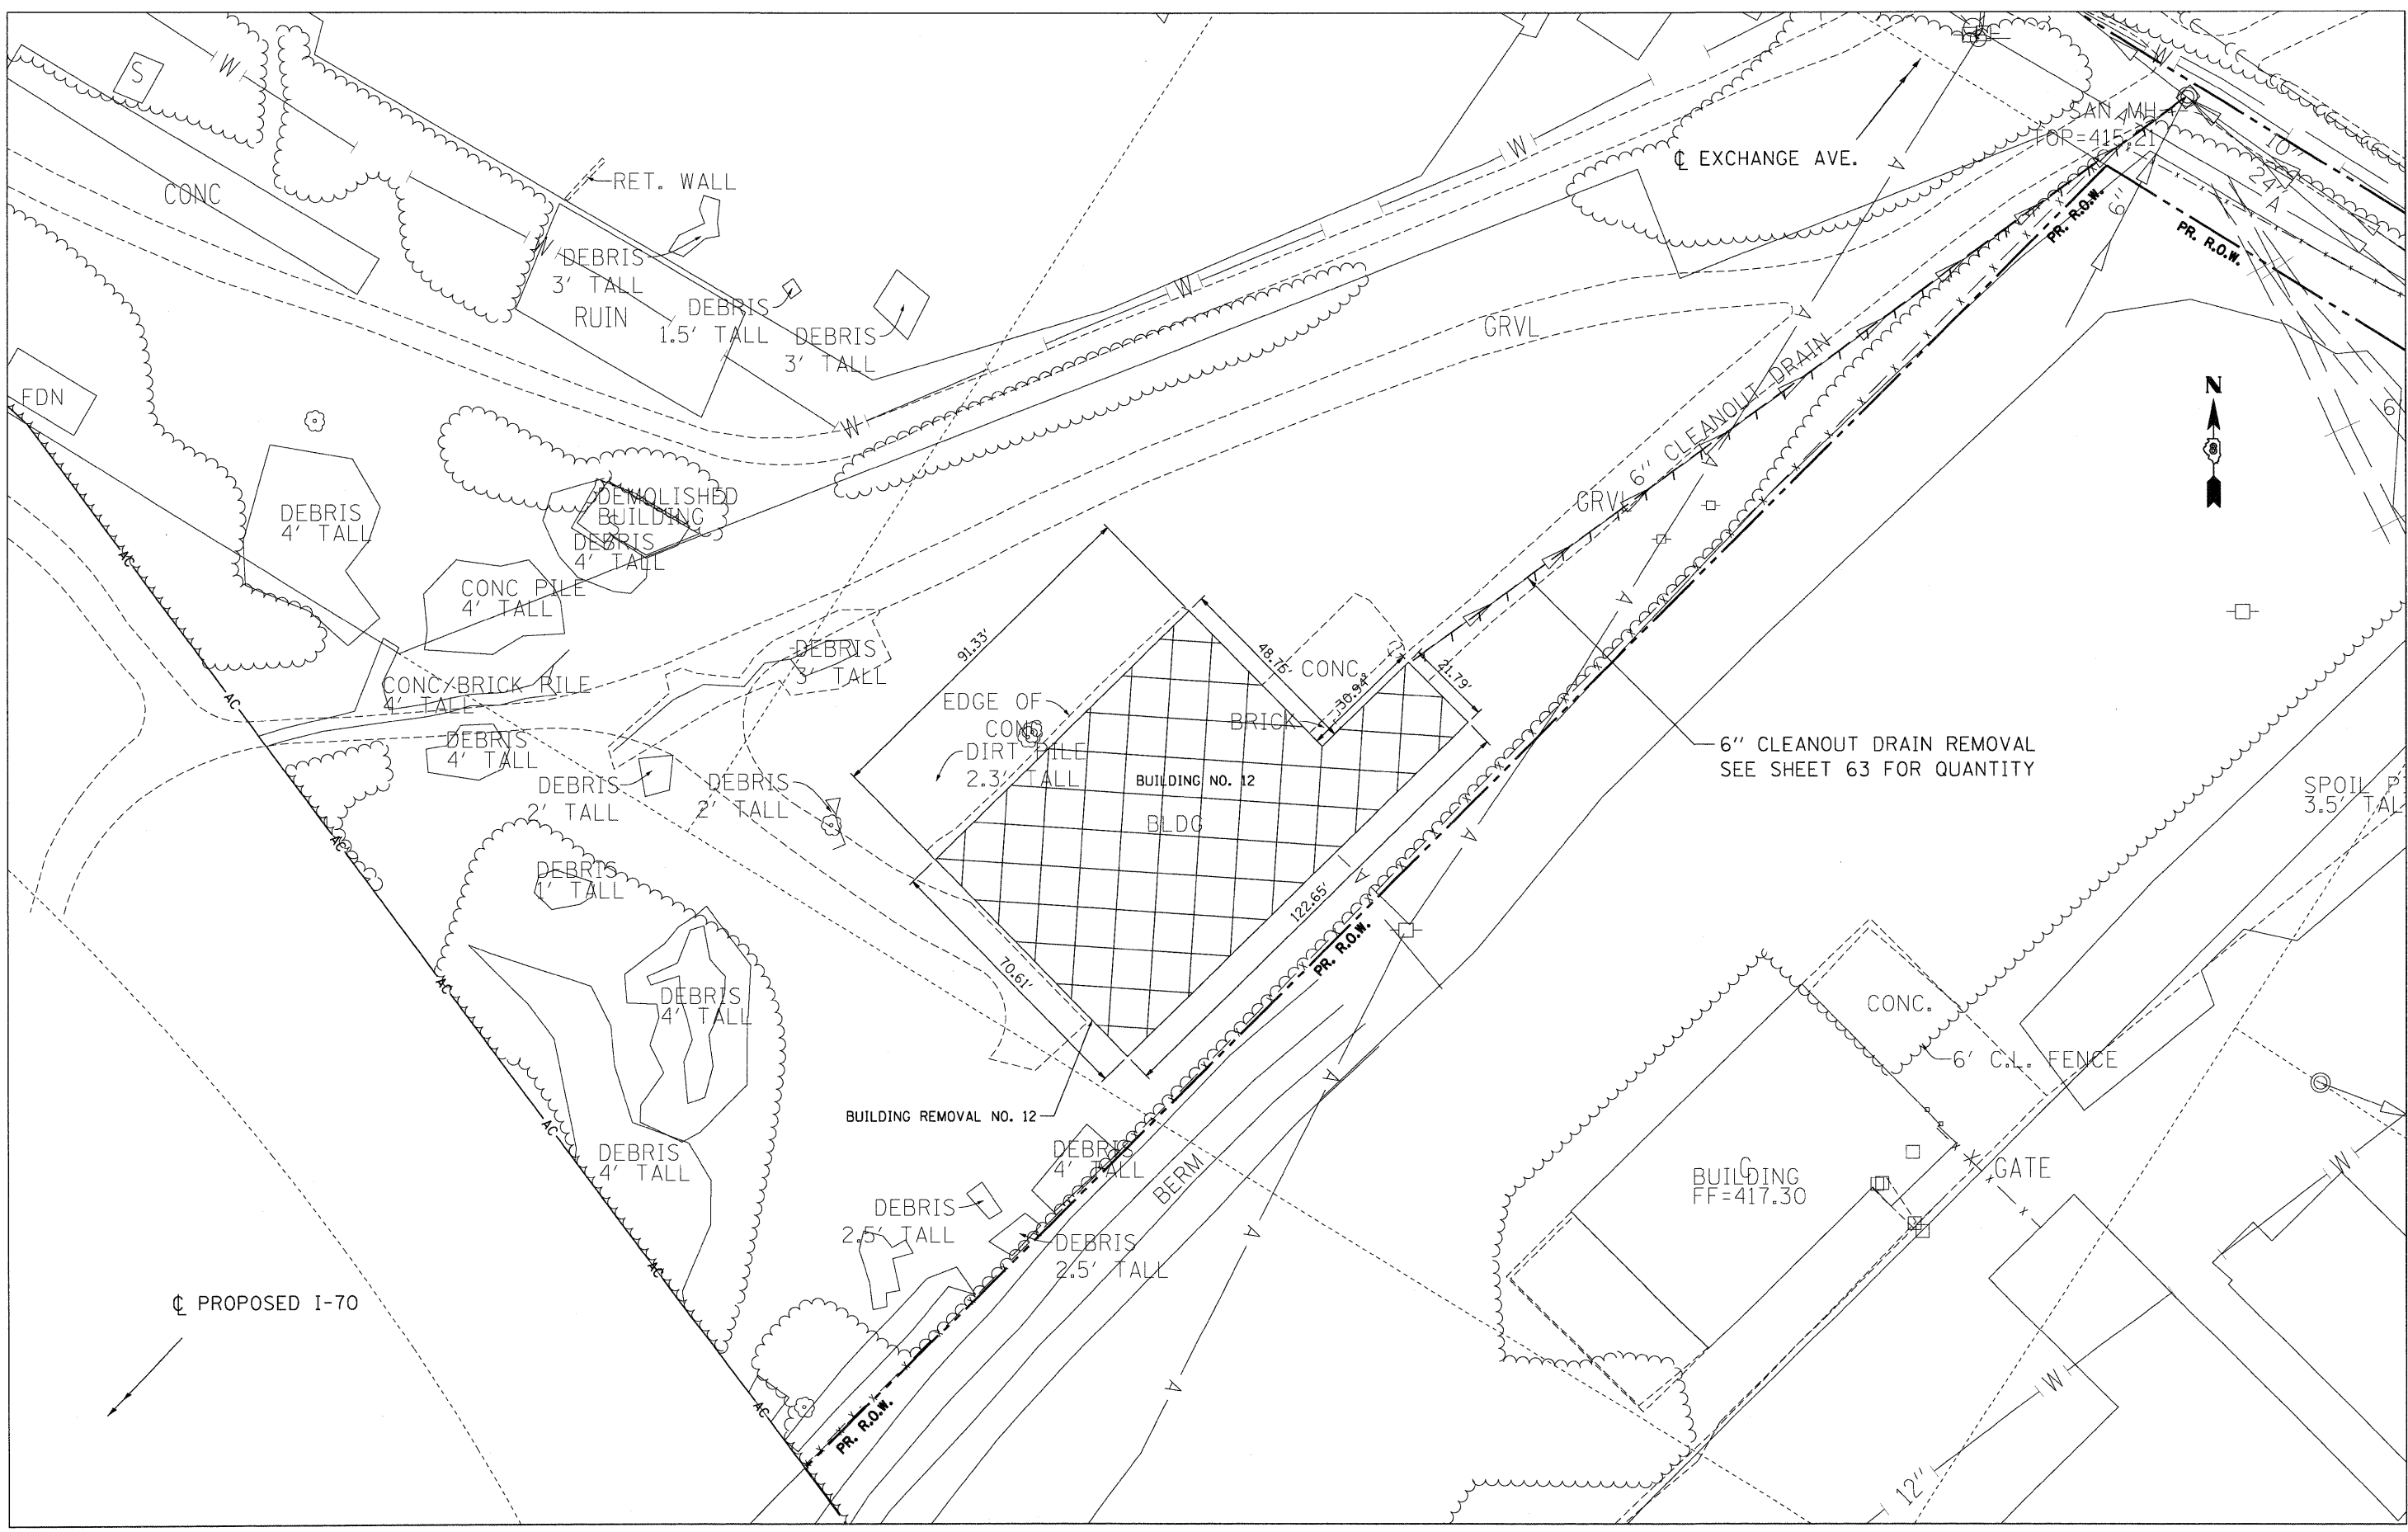 S
W
CONC
RET. WALL
DEBRIS
3' TALL
RUIN
W
DEBRIS
1.5' TALL
DEBRIS
3' TALL
W
W
W
GRVL
℄ EXCHANGE AVE.
A
A
W
SAN MH
TOP=415.21
10"
24"
A
6"
PR. R.O.W.
PR. R.O.W.
N
8
6
FDN
AC
DEBRIS
4' TALL
DEMOLISHED
BUILDING
DEBRIS
4' TALL
CONC PILE
4' TALL
CONC/BRICK PILE
4' TALL
AC
DEBRIS
4' TALL
DEBRIS
2' TALL
DEBRIS
2' TALL
DEBRIS
3' TALL
EDGE OF
CONC
DIRT PILE
2.3' TALL
91.33'
48.75'
CONC.
30.94'
21.79'
BRICK
BUILDING NO. 12
BLDG
GRVL
6" CLEANOUT DRAIN
A
A
A
A
6" CLEANOUT DRAIN REMOVAL
SEE SHEET 63 FOR QUANTITY
SPOIL P
3.5' TAL
122.65'
PR. R.O.W.
70.61'
BUILDING REMOVAL NO. 12
AC
DEBRIS
1' TALL
AC
DEBRIS
4' TALL
AC
DEBRIS
4' TALL
DEBRIS
4' TALL
BERM
A
A
A
DEBRIS
2.5' TALL
DEBRIS
2.5' TALL
AC
AC
PR. R.O.W.
℄ PROPOSED I-70
CONC.
6' C.L. FENCE
BUILDING
FF=417.30
C
GATE
W
W
12"